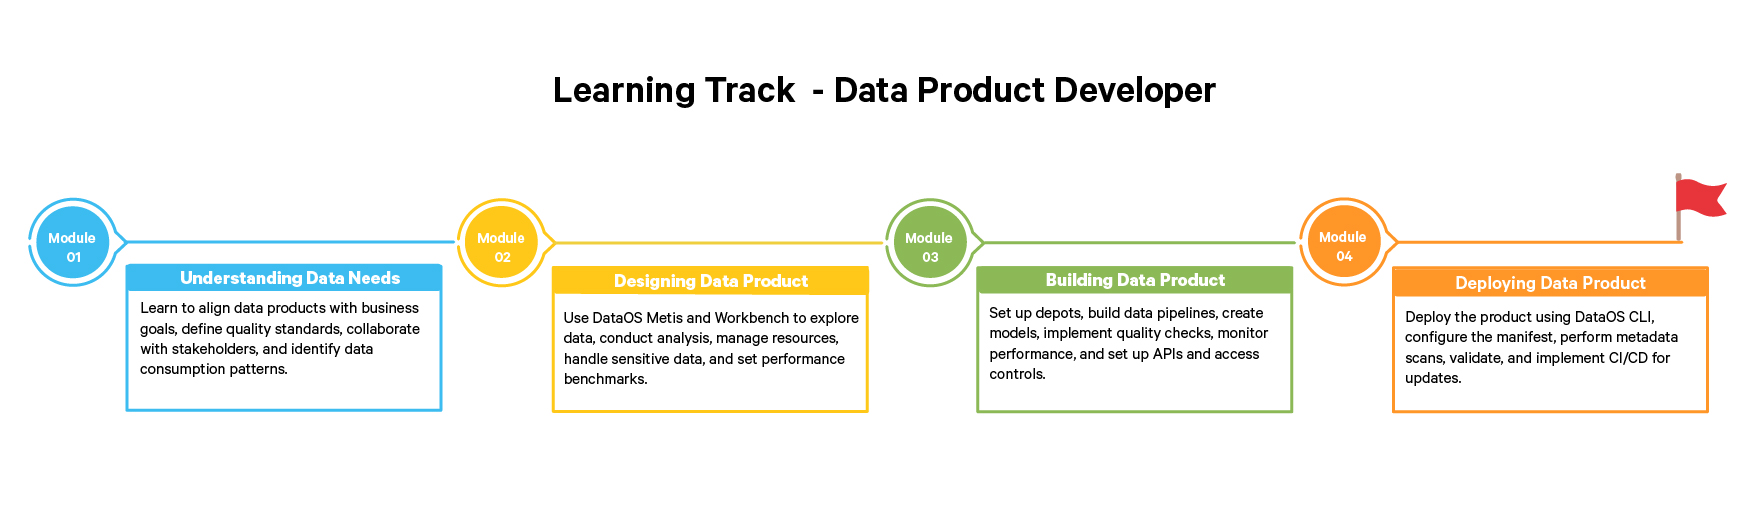 Learning Track - Data Product Developer
Module
01
Understanding Data Needs
Learn to align data products with business
goals, define quality standards, collaborate
with stakeholders, and identify data
consumption patterns.
Module
02
Designing Data Product
Use DataOS Metis and Workbench to explore
data, conduct analysis, manage resources,
handle sensitive data, and set performance
benchmarks.
Module
03
Building Data Product
Set up depots, build data pipelines, create
models, implement quality checks, monitor
performance, and set up APIs and access
controls.
Module
04
Deploying Data Product
Deploy the product using DataOS CLI,
configure the manifest, perform metadata
scans, validate, and implement CI/CD for
updates.